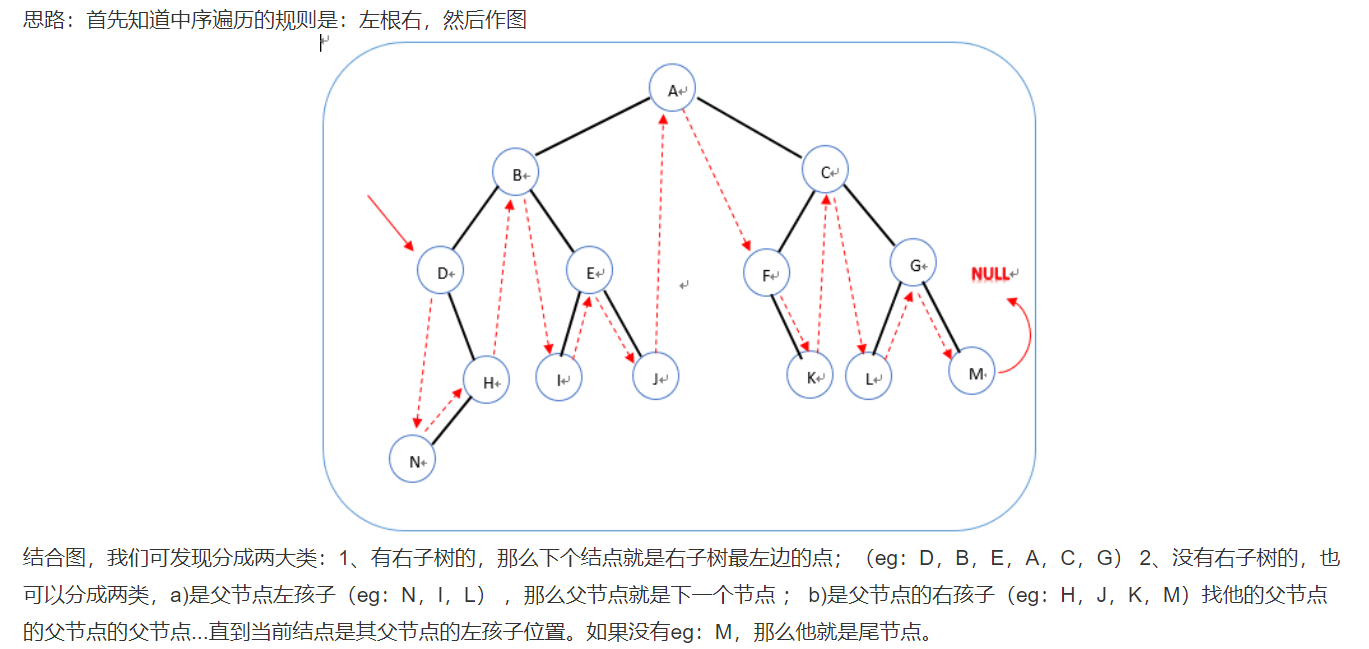 思路：首先知道中序遍历的规则是：左根右，然后作图
A
B
C
D
E
F
G
NULL
H
I
J
K
L
M
N
结合图，我们可发现分成两大类：1、有右子树的，那么下个结点就是右子树最左边的点；（eg：D，B，E，A，C，G） 2、没有右子树的，也
可以分成两类，a)是父节点左孩子（eg：N，I，L） ，那么父节点就是下一个节点 ； b)是父节点的右孩子（eg：H，J，K，M）找他的父节点
的父节点的父节点...直到当前结点是其父节点的左孩子位置。如果没有eg：M，那么他就是尾节点。